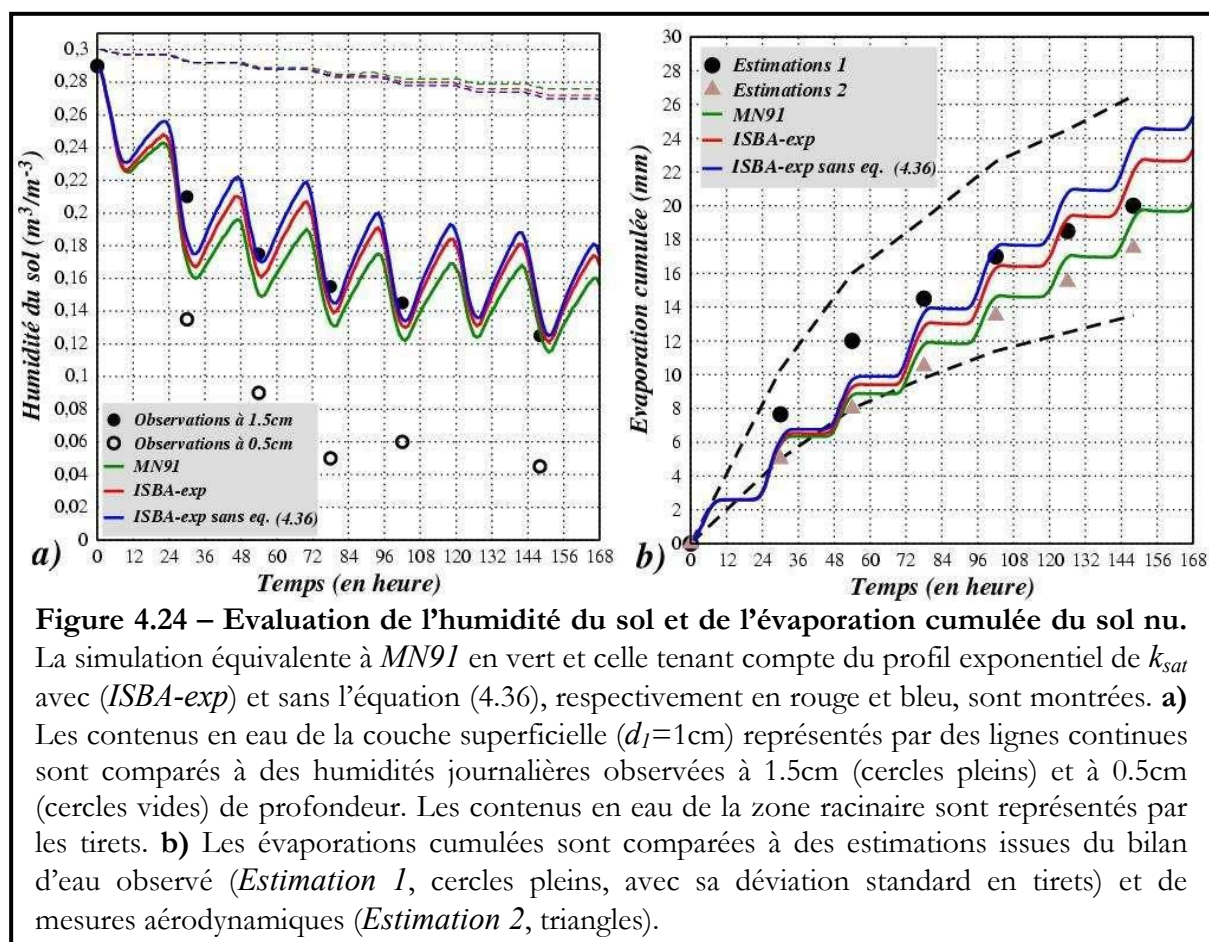 0,3
0.28
0.26
0.24
0.22
0,2
0.18
0.16
0.14
0.12
0,1
0.08
0.06
0.04
0.02
0
Humidité du sol (m³/m⁻³)
Observations à 1.5cm
Observations à 0.5cm
MN91
ISBA-exp
ISBA-exp sans eq. (4.36)
0 12 24 36 48 60 72 84 96 108 120 132 144 156 168
a)
Temps (en heure)
30
28
26
24
22
20
18
16
14
12
10
8
6
4
2
0
Evaporation cumulée (mm)
Estimations 1
Estimations 2
MN91
ISBA-exp
ISBA-exp sans eq. (4.36)
0 12 24 36 48 60 72 84 96 108 120 132 144 156 168
b)
Temps (en heure)
Figure 4.24 – Evaluation de l’humidité du sol et de l’évaporation cumulée du sol nu.
La simulation équivalente à MN91 en vert et celle tenant compte du profil exponentiel de kₛₐₜ
avec (ISBA-exp) et sans l’équation (4.36), respectivement en rouge et bleu, sont montrées. a)
Les contenus en eau de la couche superficielle (d₁=1cm) représentés par des lignes continues
sont comparés à des humidités journalières observées à 1.5cm (cercles pleins) et à 0.5cm
(cercles vides) de profondeur. Les contenus en eau de la zone racinaire sont représentés par
les tirets. b) Les évaporations cumulées sont comparées à des estimations issues du bilan
d’eau observé (Estimation 1, cercles pleins, avec sa déviation standard en tirets) et de
mesures aérodynamiques (Estimation 2, triangles).